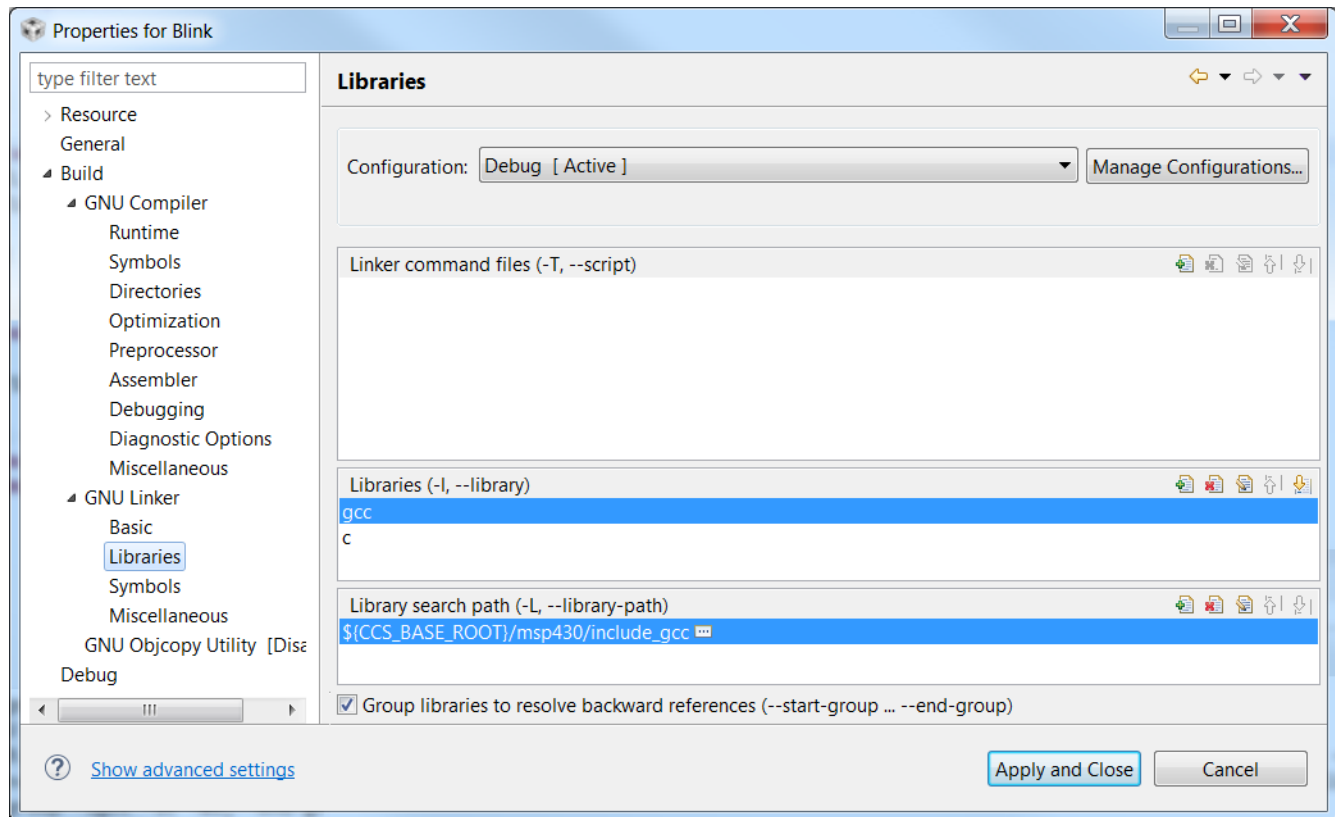 Properties for Blink
type filter text
Resource
General
Build
GNU Compiler
Runtime
Symbols
Directories
Optimization
Preprocessor
Assembler
Debugging
Diagnostic Options
Miscellaneous
GNU Linker
Basic
Libraries
Symbols
Miscellaneous
GNU Objcopy Utility [Disa
Debug
Libraries
Configuration: Debug [ Active ] Manage Configurations...
Linker command files (-T, --script)
Libraries (-l, --library)
gcc
c
Library search path (-L, --library-path)
${CCS_BASE_ROOT}/msp430/include_gcc
Group libraries to resolve backward references (--start-group ... --end-group)
Show advanced settings
Apply and Close
Cancel